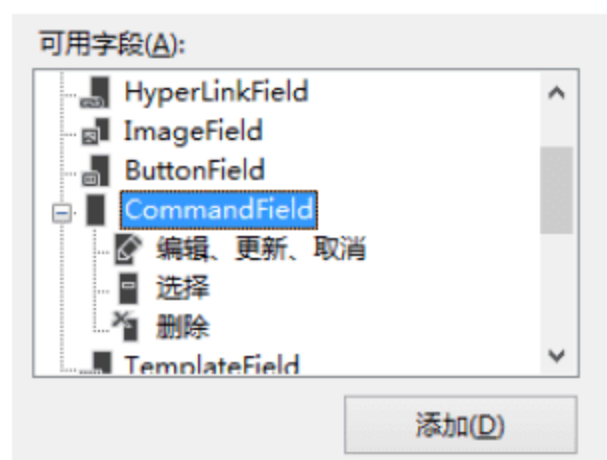 可用字段(A):
HyperLinkField
ImageField
ButtonField
CommandField
编辑、更新、取消
选择
删除
TemplateField
添加(D)